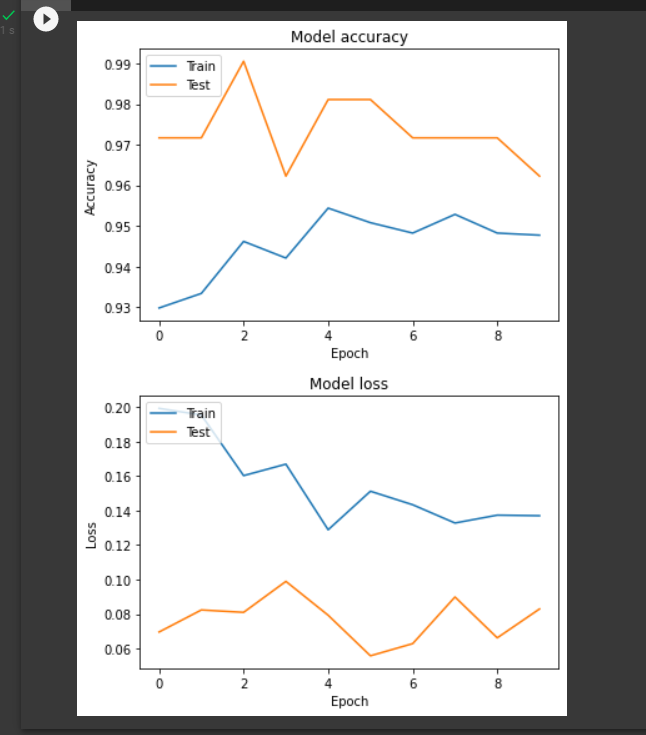 1 s
Model accuracy
Train
Test
0.99
0.98
0.97
0.96
0.95
0.94
0.93
Accuracy
0 2 4 6 8
Epoch
Model loss
Train
Test
0.20
0.18
0.16
0.14
0.12
0.10
0.08
0.06
Loss
0 2 4 6 8
Epoch